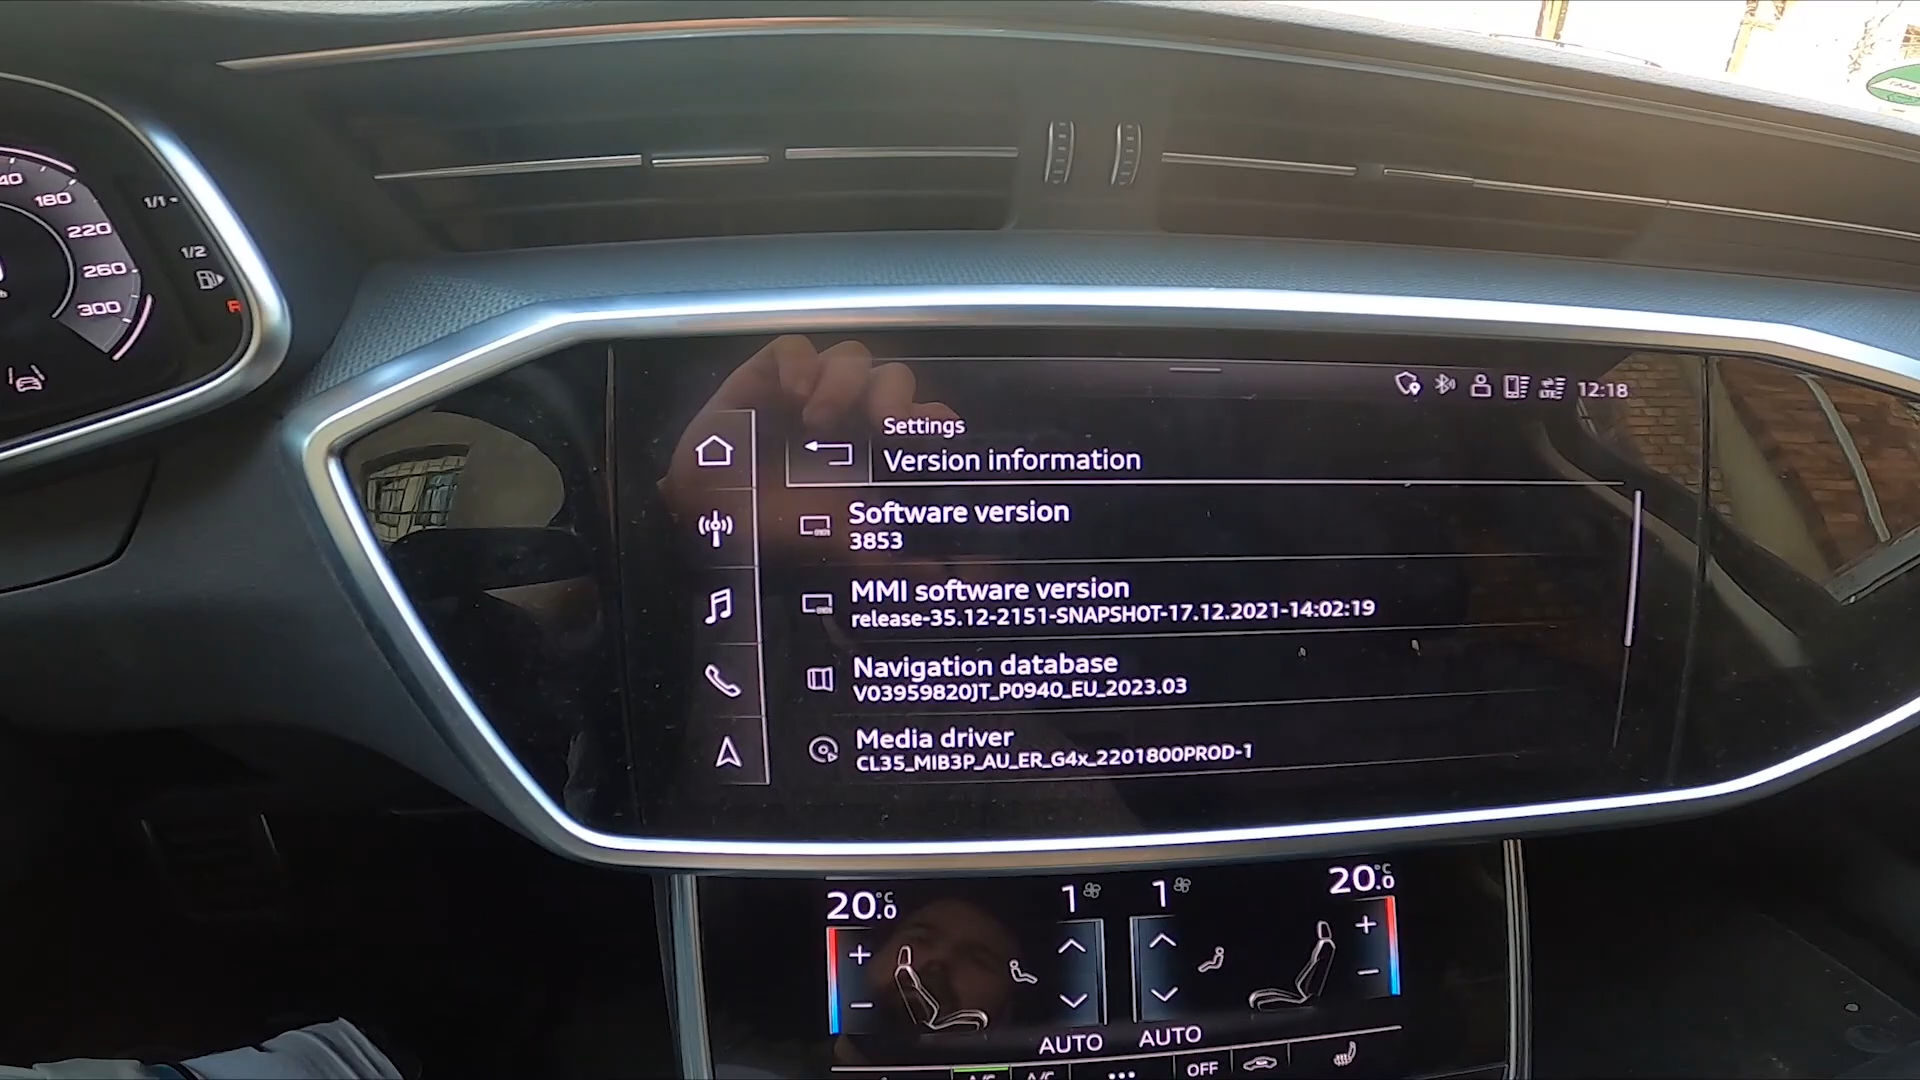 180
220
260
300
1/1
1/2
12:18
LTE
Settings
Version information
Software version
3853
MMI software version
release-35.12-2151-SNAPSHOT-17.12.2021-14:02:19
Navigation database
V03959820JT_P0940_EU_2023.03
Media driver
CL35_MIB3P_AU_ER_G4x_2201800PROD-1
20.0 °C
1
1
20.0 °C
AUTO
AUTO
OFF